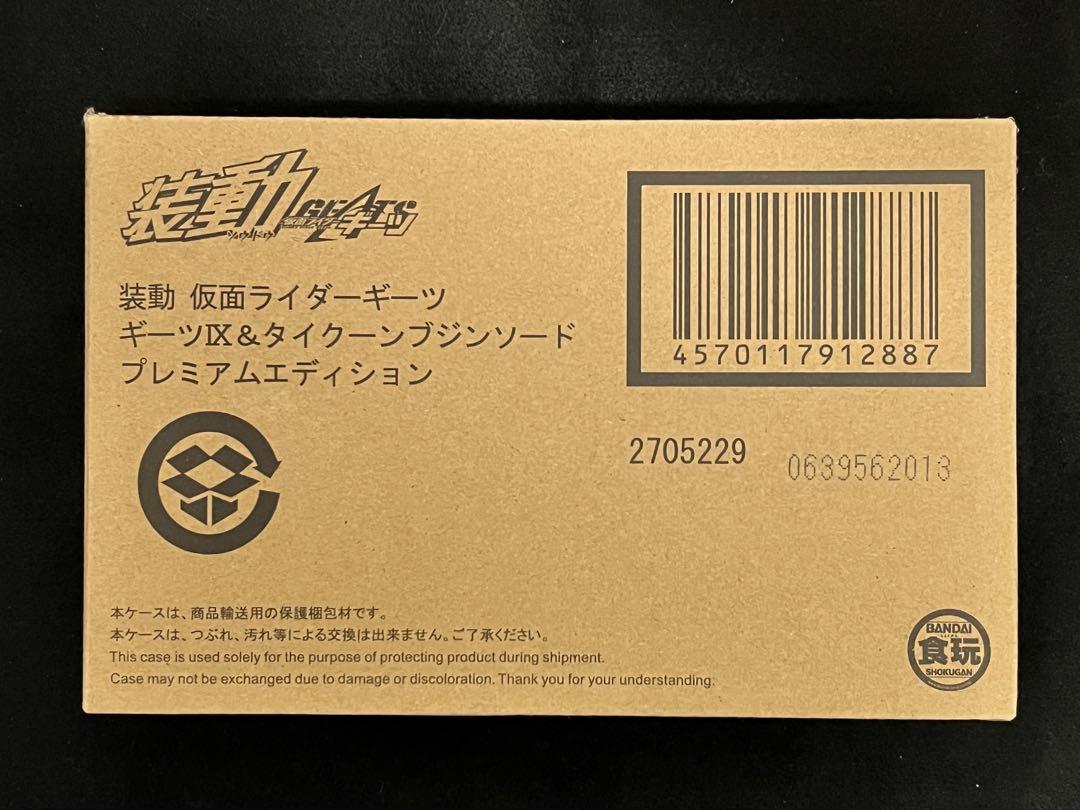 装動
ソウドウ
GEATS
仮面ライダー
ギーツ
装動 仮面ライダーギーツ
ギーツⅨ&タイクーンブジンソード
プレミアムエディション
4570117912887
2705229
0639562013
本ケースは、商品輸送用の保護梱包材です。
本ケースは、つぶれ、汚れ等による交換は出来ません。ご了承ください。
This case is used solely for the purpose of protecting product during shipment.
Case may not be exchanged due to damage or discoloration. Thank you for your understanding.
BANDAI
食玩
SHOKUGAN